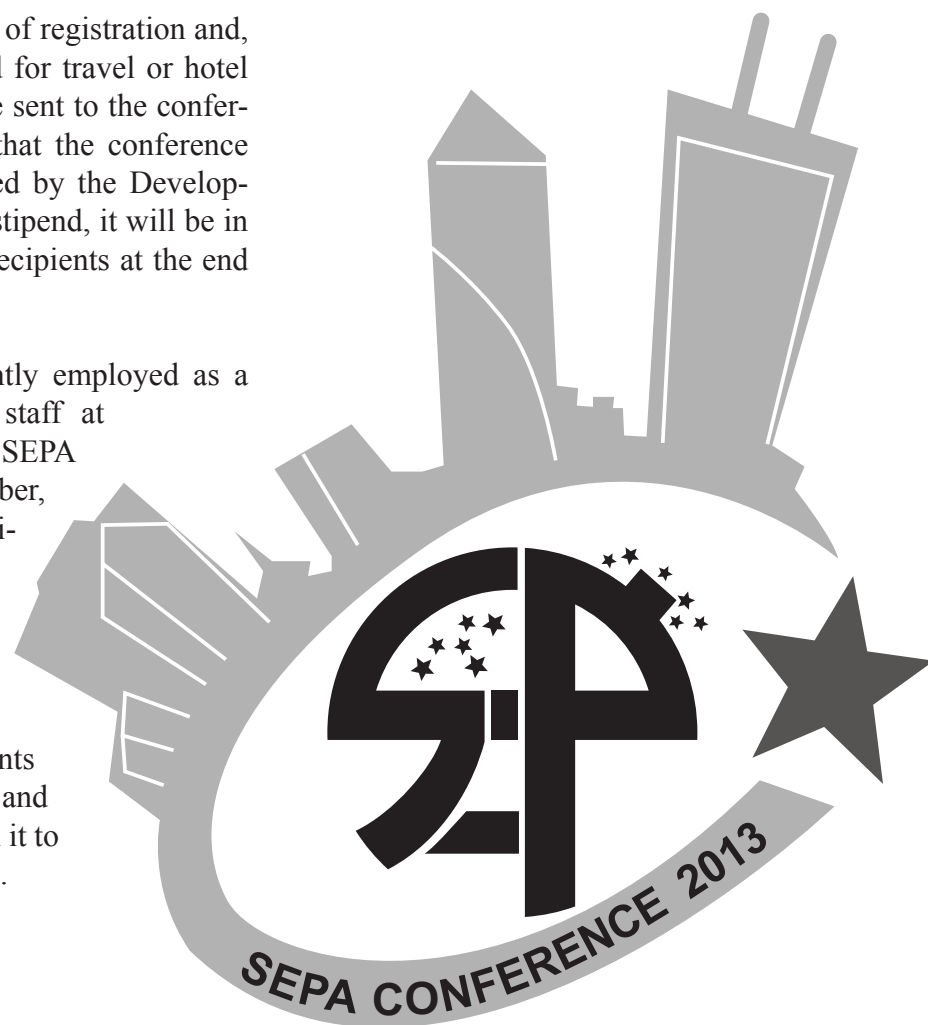 of registration and,
for travel or hotel
sent to the confer-
that the conference
ed by the Develop-
stipend, it will be in
ecipients at the end
ntly employed as a
staff at
SEPA
ber,
i-
nts
and
it to
.
SEPA CONFERENCE 2013